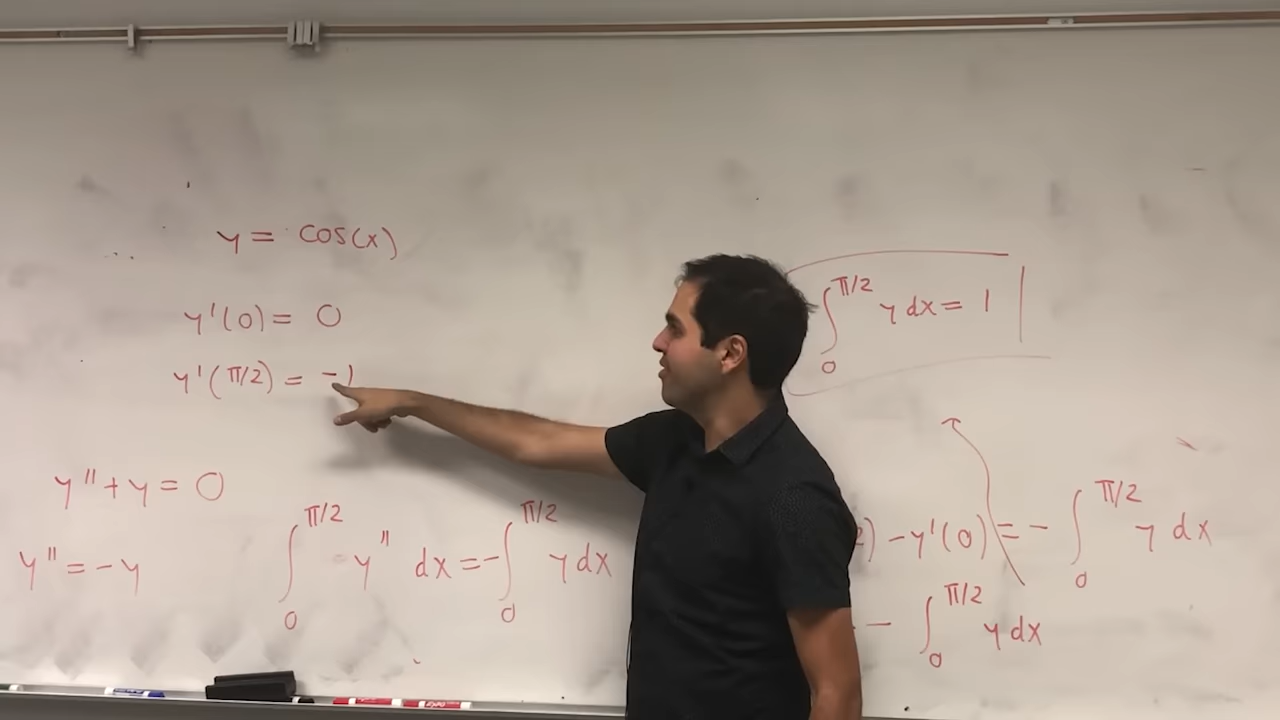 y = cos(x)
y'(0) = 0
y'(π/2) = -1
y'' + y = 0
y'' = -y
∫₀^{π/2} y'' dx = -∫₀^{π/2} y dx
∫₀^{π/2} y dx = 1
) - y'(0) = - ∫₀^{π/2} y dx
- ∫₀^{π/2} y dx